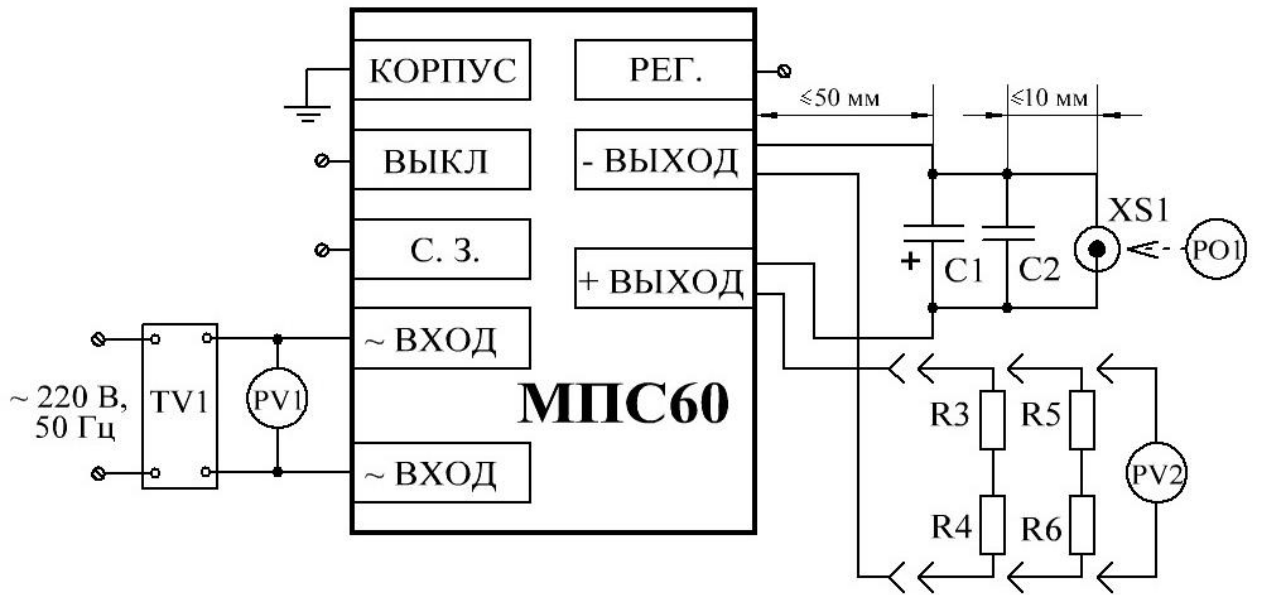 КОРПУС
РЕГ.
⩽50 мм
⩽10 мм
ВЫКЛ
- ВЫХОД
XS1
PO1
С. З.
+ ВЫХОД
+
C1
C2
~ ВХОД
~ 220 В,
50 Гц
TV1
PV1
МПС60
R3
R5
~ ВХОД
PV2
R4
R6